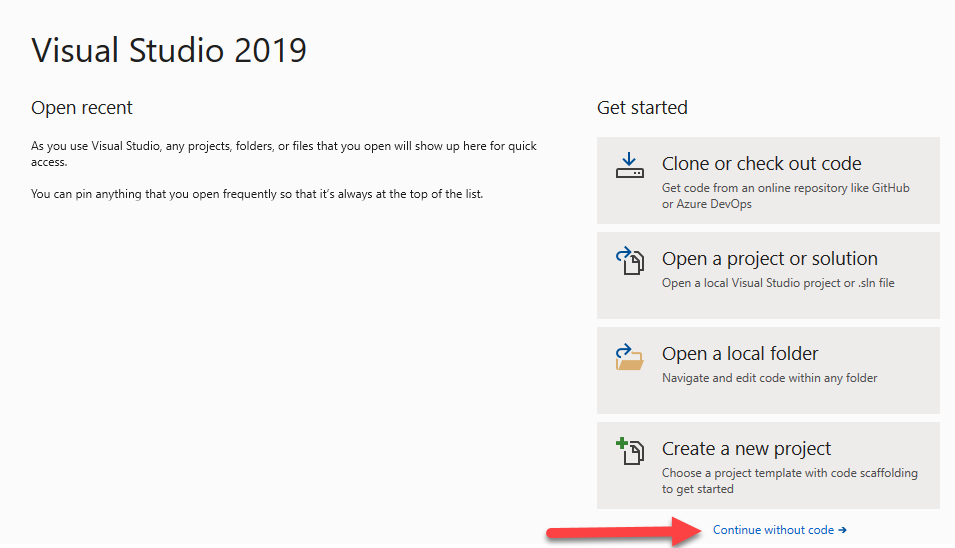 Visual Studio 2019
Open recent
As you use Visual Studio, any projects, folders, or files that you open will show up here for quick
access.
You can pin anything that you open frequently so that it's always at the top of the list.
Get started
Clone or check out code
Get code from an online repository like GitHub
or Azure DevOps
Open a project or solution
Open a local Visual Studio project or .sln file
Open a local folder
Navigate and edit code within any folder
Create a new project
Choose a project template with code scaffolding
to get started
Continue without code →